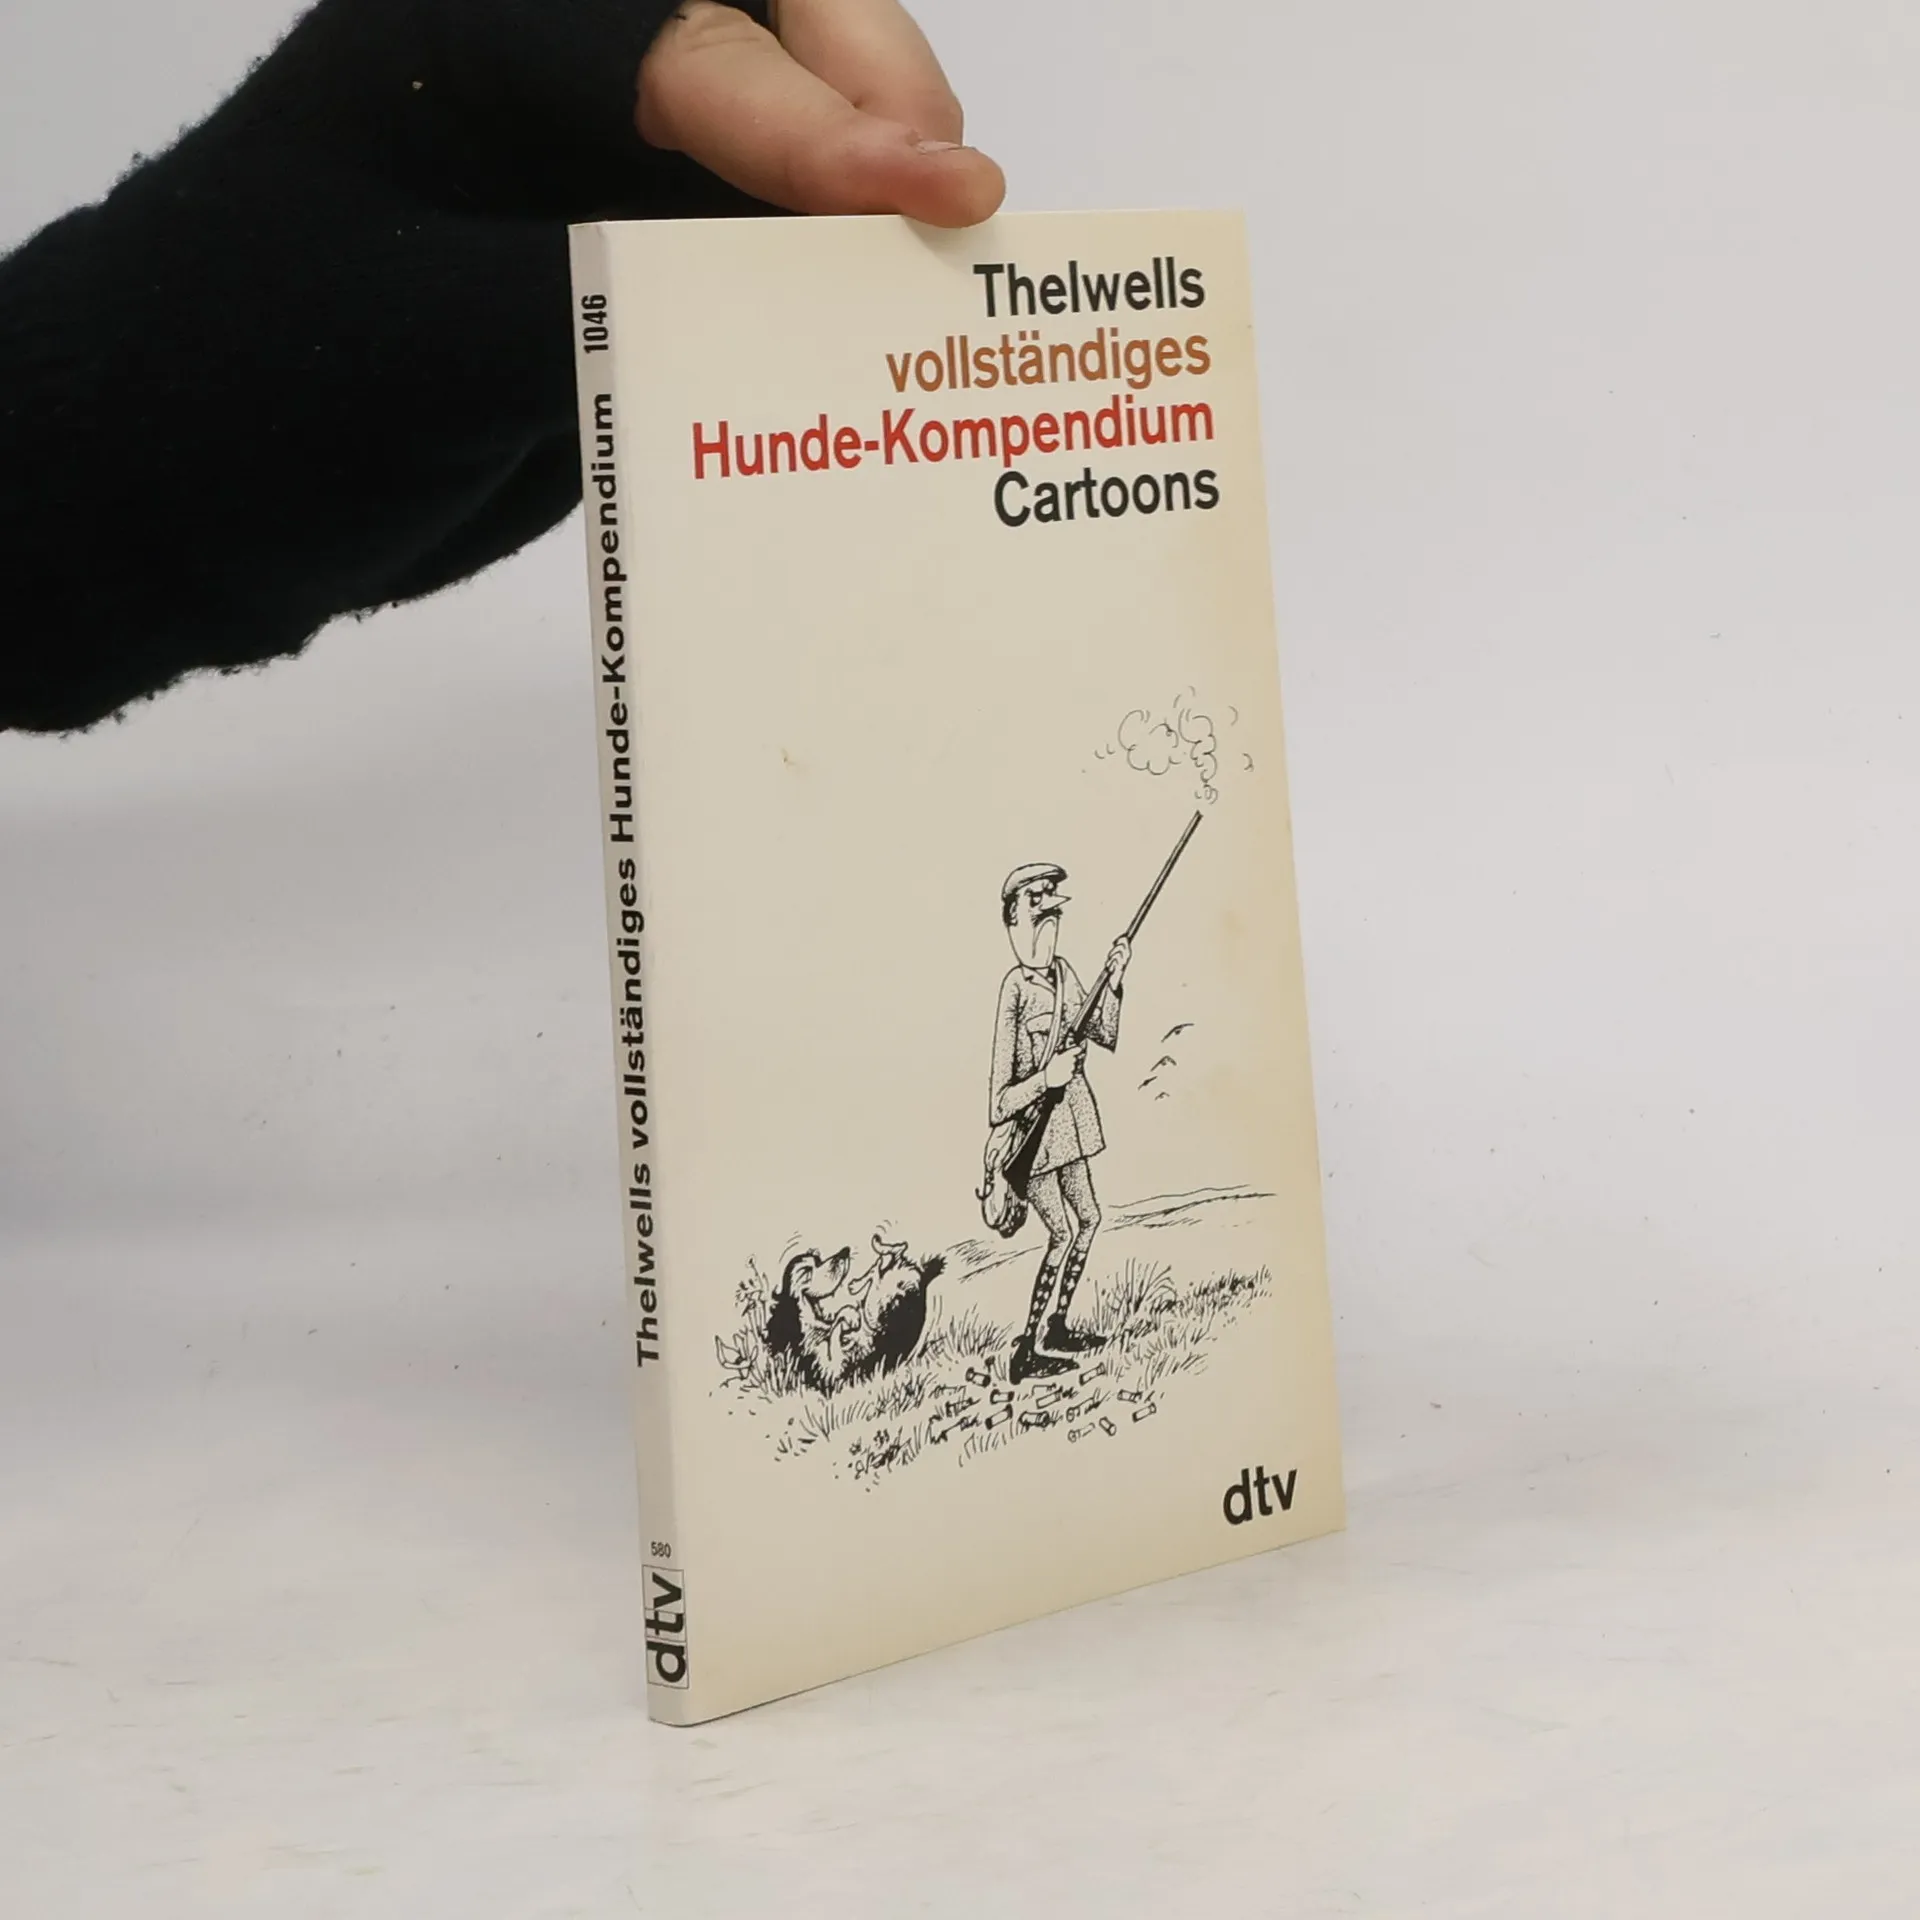 Thelwells
vollständiges
Hunde-Kompendium
Cartoons
dtv
Thelwells vollständiges Hunde-Kompendium 1046
580
dtv